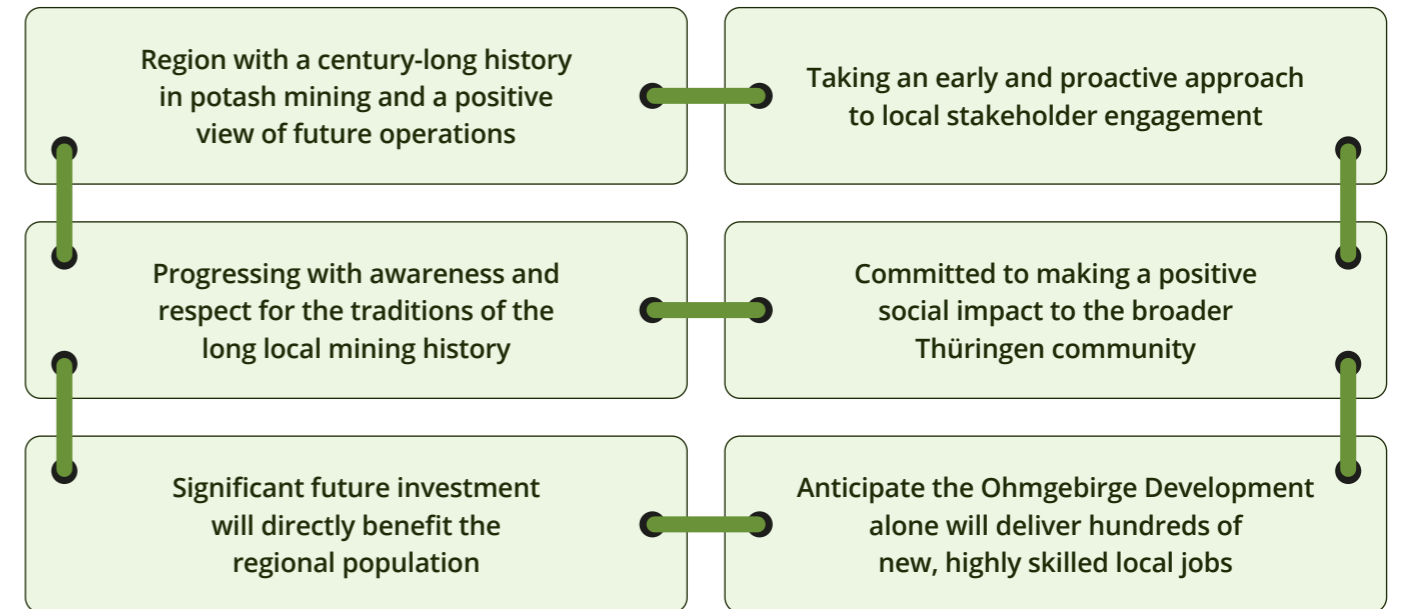 Region with a century-long history
in potash mining and a positive
view of future operations
Taking an early and proactive approach
to local stakeholder engagement
Progressing with awareness and
respect for the traditions of the
long local mining history
Committed to making a positive
social impact to the broader
Thüringen community
Significant future investment
will directly benefit the
regional population
Anticipate the Ohmgebirge Development
alone will deliver hundreds of
new, highly skilled local jobs